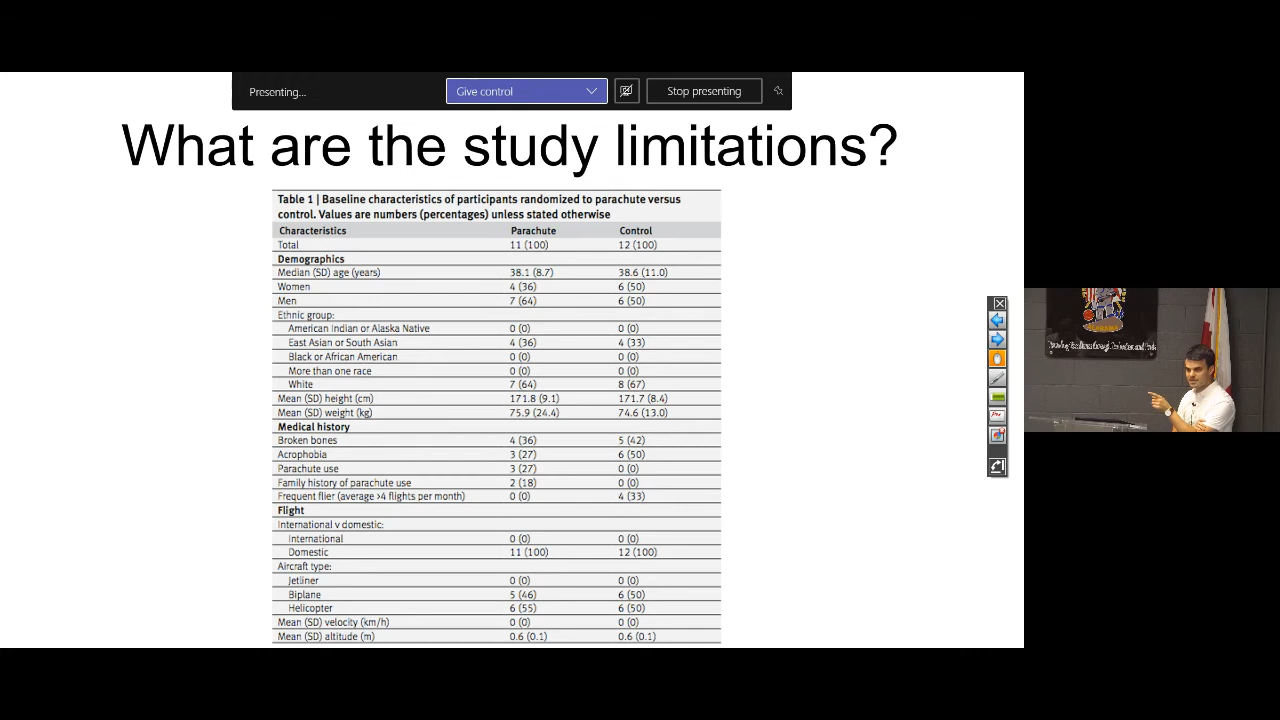 Presenting...
Give control
Stop presenting
What are the study limitations?
Table 1 | Baseline characteristics of participants randomized to parachute versus
control. Values are numbers (percentages) unless stated otherwise
Characteristics Parachute Control
Total 11 (100) 12 (100)
Demographics
Median (SD) age (years) 38.1 (8.7) 38.6 (11.0)
Women 4 (36) 6 (50)
Men 7 (64) 6 (50)
Ethnic group:
American Indian or Alaska Native 0 (0) 0 (0)
East Asian or South Asian 4 (36) 4 (33)
Black or African American 0 (0) 0 (0)
More than one race 0 (0) 0 (0)
White 7 (64) 8 (67)
Mean (SD) height (cm) 171.8 (9.1) 171.7 (8.4)
Mean (SD) weight (kg) 75.9 (24.4) 74.6 (13.0)
Medical history
Broken bones 4 (36) 5 (42)
Acrophobia 3 (27) 6 (50)
Parachute use 3 (27) 0 (0)
Family history of parachute use 2 (18) 0 (0)
Frequent flier (average >4 flights per month) 0 (0) 4 (33)
Flight
International v domestic:
International 0 (0) 0 (0)
Domestic 11 (100) 12 (100)
Aircraft type:
Jetliner 0 (0) 0 (0)
Biplane 5 (46) 6 (50)
Helicopter 6 (55) 6 (50)
Mean (SD) velocity (km/h) 0 (0) 0 (0)
Mean (SD) altitude (m) 0.6 (0.1) 0.6 (0.1)